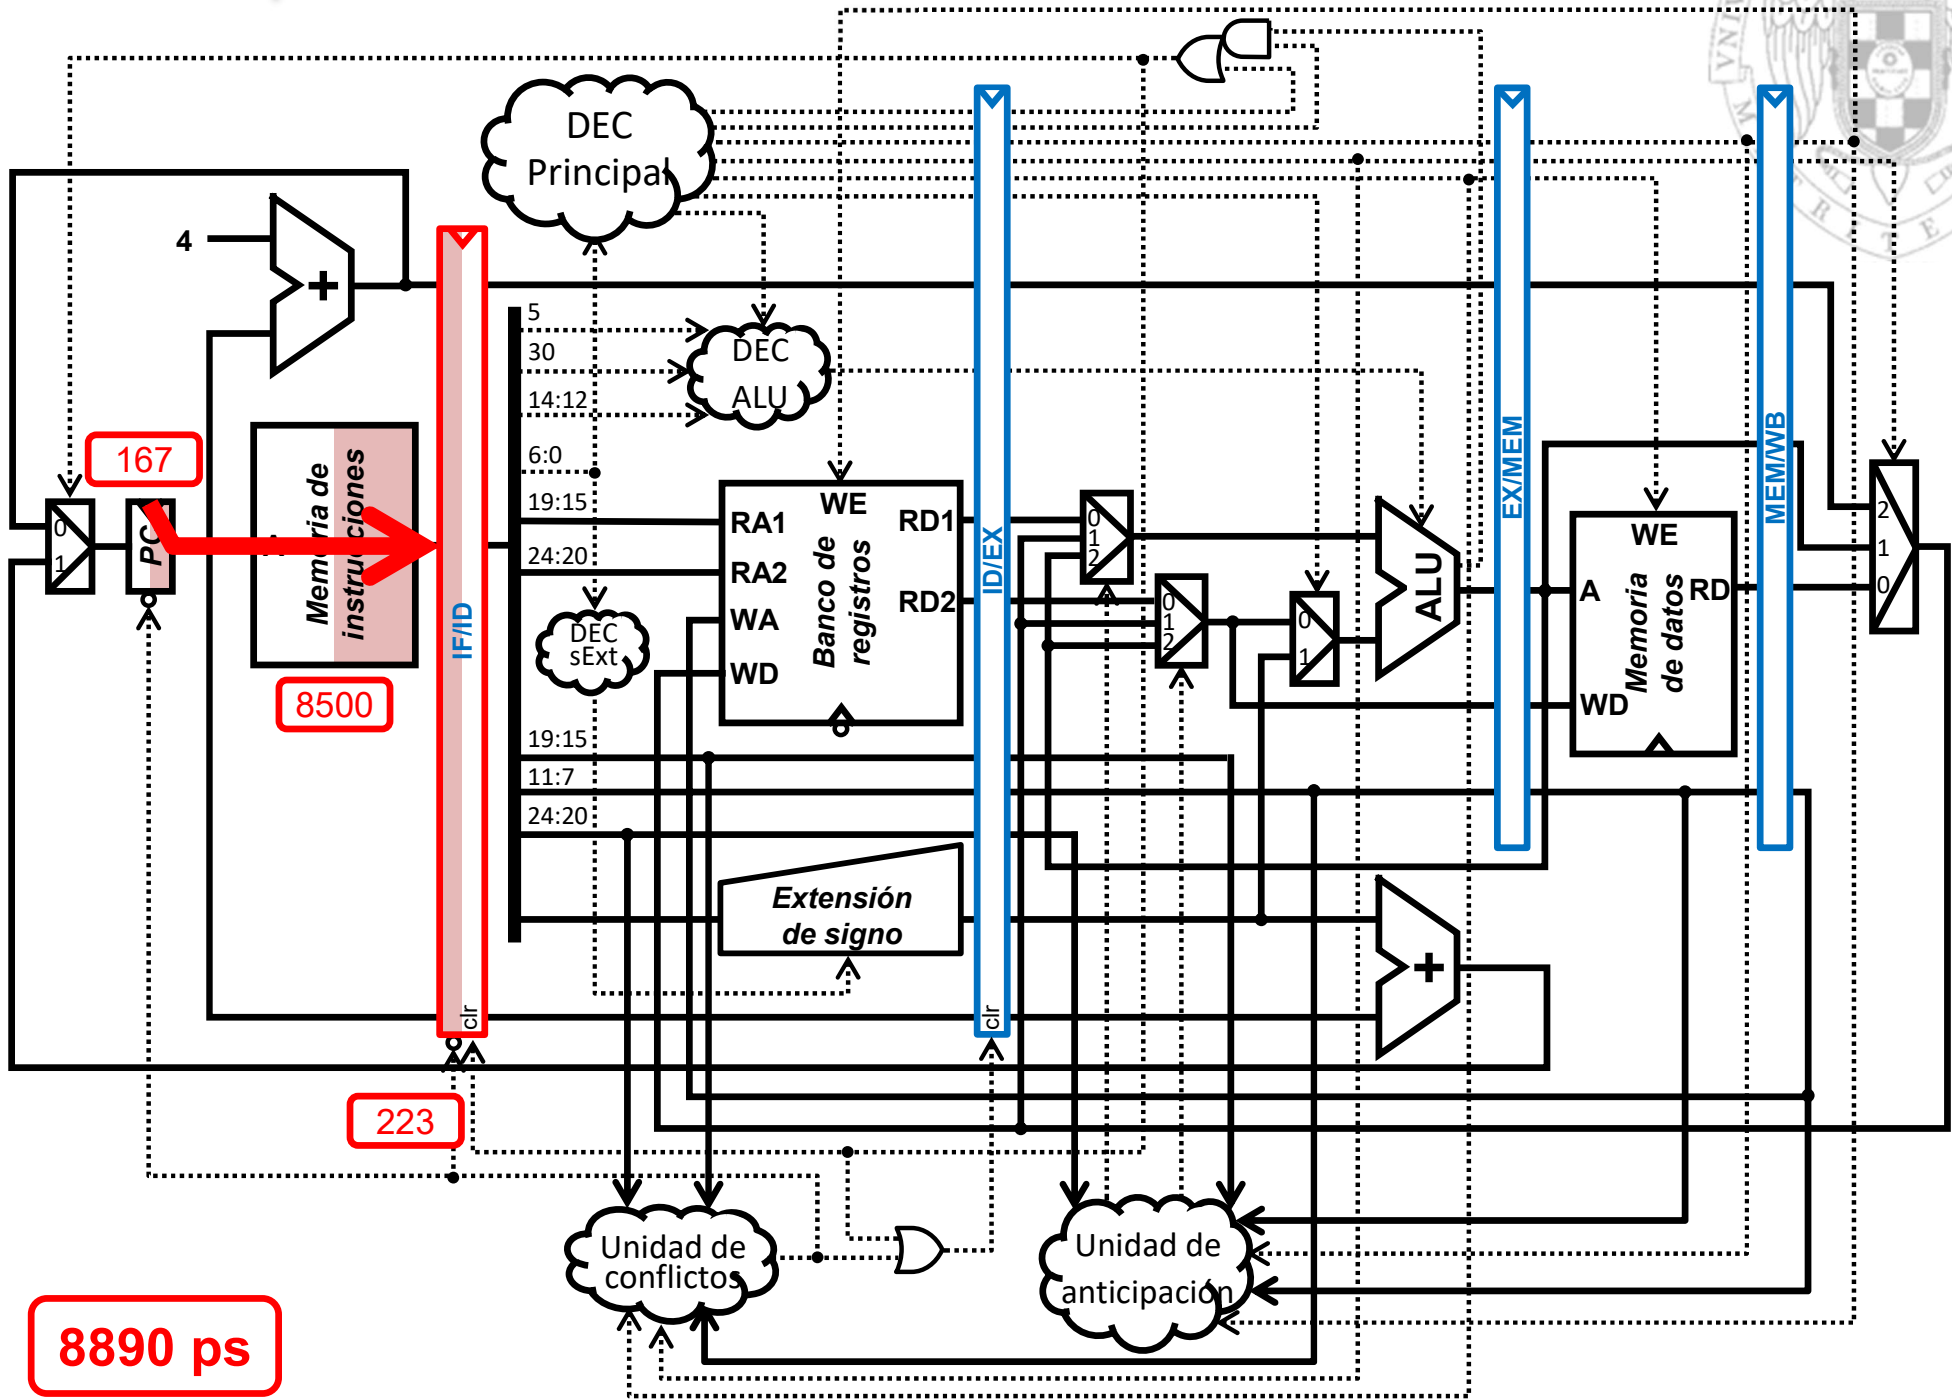 DEC
Principal
4
5
30
14:12
6:0
19:15
24:20
DEC
ALU
167
0
1
PC
A
Memoria de
instrucciones
8500
IF/ID
clr
223
DEC
sExt
WE
RA1
RA2
WA
WD
RD1
RD2
Banco de
registros
19:15
11:7
24:20
Extensión
de signo
ID/EX
clr
0
1
2
0
1
2
0
1
ALU
EX/MEM
WE
A
RD
WD
Memoria
de datos
MEM/WB
2
1
0
Unidad de
conflictos
Unidad de
anticipación
8890 ps